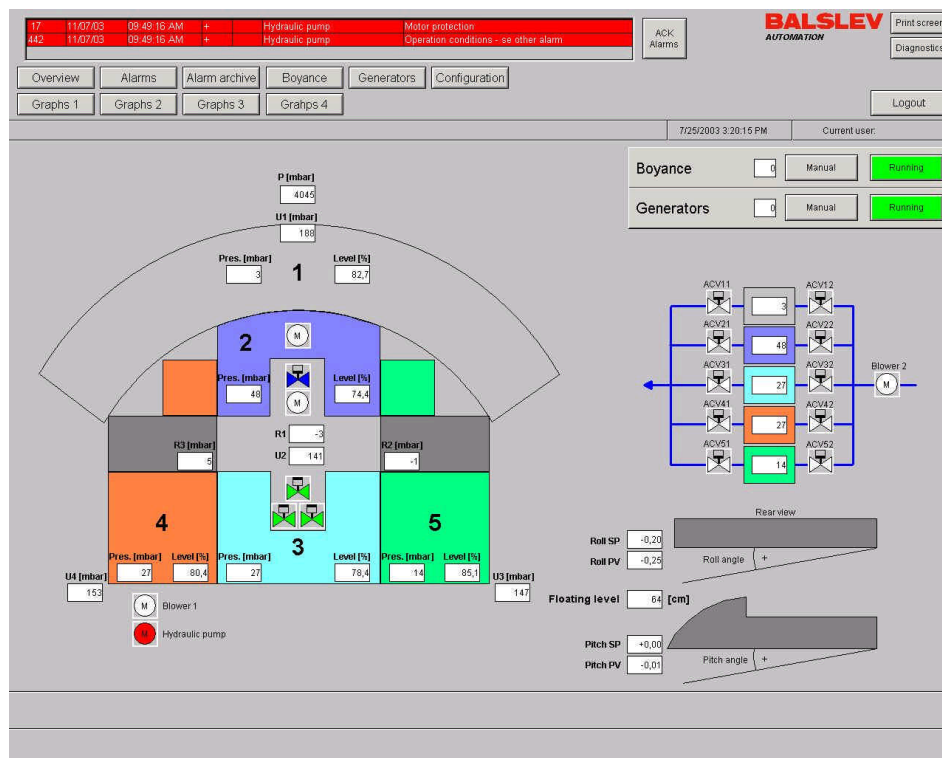 17 11/07/03 09:49:16 AM + Hydraulic pump Motor protection
442 11/07/03 09:49:16 AM + Hydraulic pump Operation conditions - se other alarm
ACK Alarms
BALSLEV
AUTOMATION
Print screen
Diagnostics
Overview Alarms Alarm archive Boyance Generators Configuration
Graphs 1 Graphs 2 Graphs 3 Grahps 4
Logout
7/25/2003 3:20:15 PM Current user:
Boyance 0 Manual Running
Generators 0 Manual Running
P [mbar]
4045
U1 [mbar]
188
Pres. [mbar] 1 Level [%]
3 82,7
2 M
Pres. [mbar] Level [%]
48 M 74,4
R1 -3
R3 [mbar] U2 141 R2 [mbar]
5 -1
4 3 5
Pres. [mbar] Level [%] Pres. [mbar] Level [%] Pres. [mbar] Level [%]
27 80,4 27 78,4 14 85,1
U4 [mbar] U3 [mbar]
153 147
M Blower 1
M Hydraulic pump
ACV11 ACV12
3
ACV21 ACV22
48
ACV31 ACV32 Blower 2
27 M
ACV41 ACV42
27
ACV51 ACV52
14
Rear view
Roll SP -0,20
Roll PV -0,25 Roll angle +
Floating level 64 [cm]
Pitch SP +0,00
Pitch PV -0,01 Pitch angle +